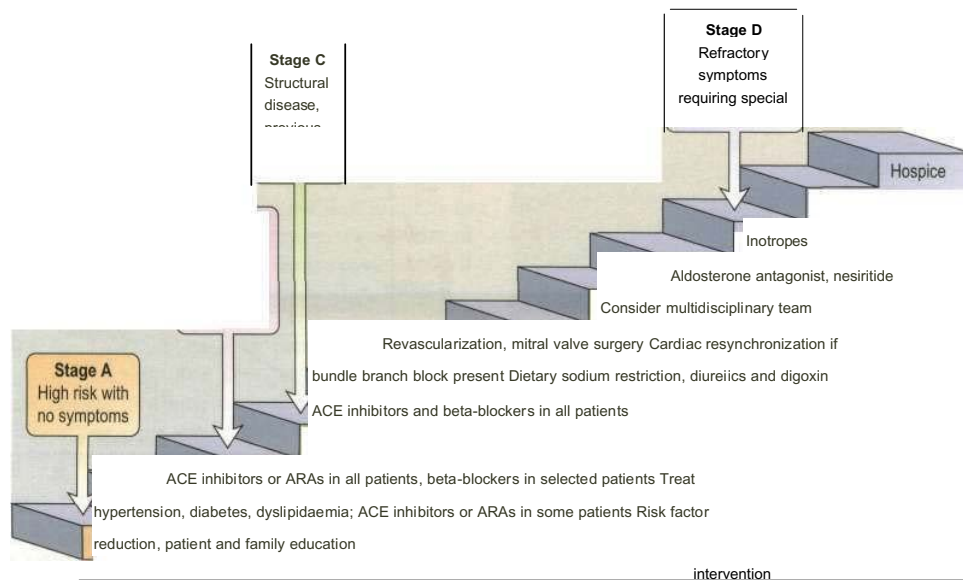 Stage D
Refractory
symptoms
requiring special
Stage C
Structural
disease,
previous
Hospice
Inotropes
Aldosterone antagonist, nesiritide
Consider multidisciplinary team
Revascularization, mitral valve surgery Cardiac resynchronization if
bundle branch block present Dietary sodium restriction, diureiics and digoxin
ACE inhibitors and beta-blockers in all patients
Stage A
High risk with
no symptoms
ACE inhibitors or ARAs in all patients, beta-blockers in selected patients Treat
hypertension, diabetes, dyslipidaemia; ACE inhibitors or ARAs in some patients Risk factor
reduction, patient and family education
intervention